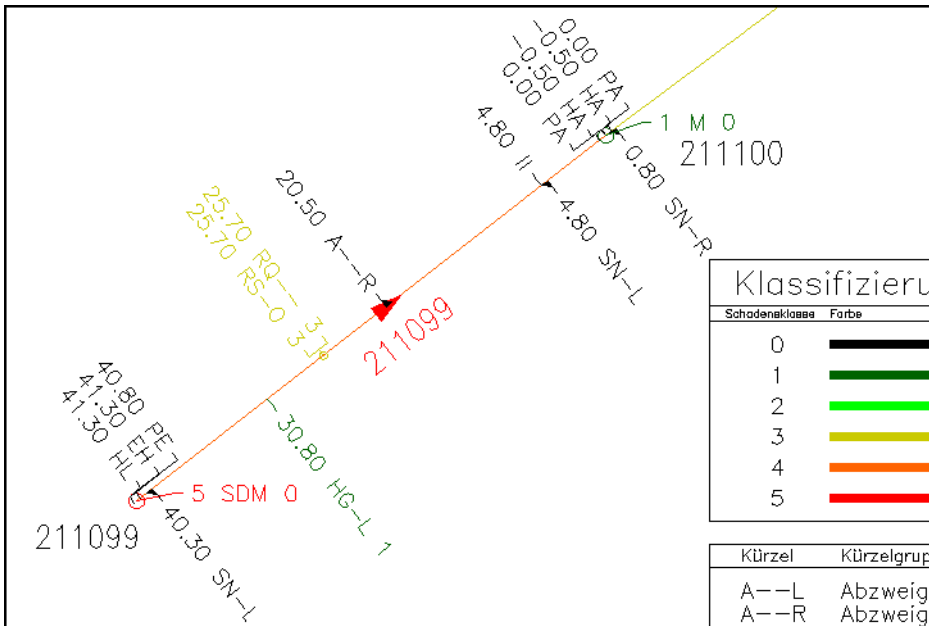 0.00 PA
-0.50 HA
-0.50 HA
0.00 PA
4.80 II
1 M 0
211100
0.80 SN-R
4.80 SN-L
20.50 A---R
25.70 RQ--- 3
25.70 RS-O 3
211099
40.80 PE
41.30 EH
41.30 HL
30.80 HG-L 1
5 SDM 0
211099
40.30 SN-L
Klassifizieru
Schadensklasse Farbe
0
1
2
3
4
5
Kürzel Kürzelgrup
A--L Abzweig
A--R Abzweig